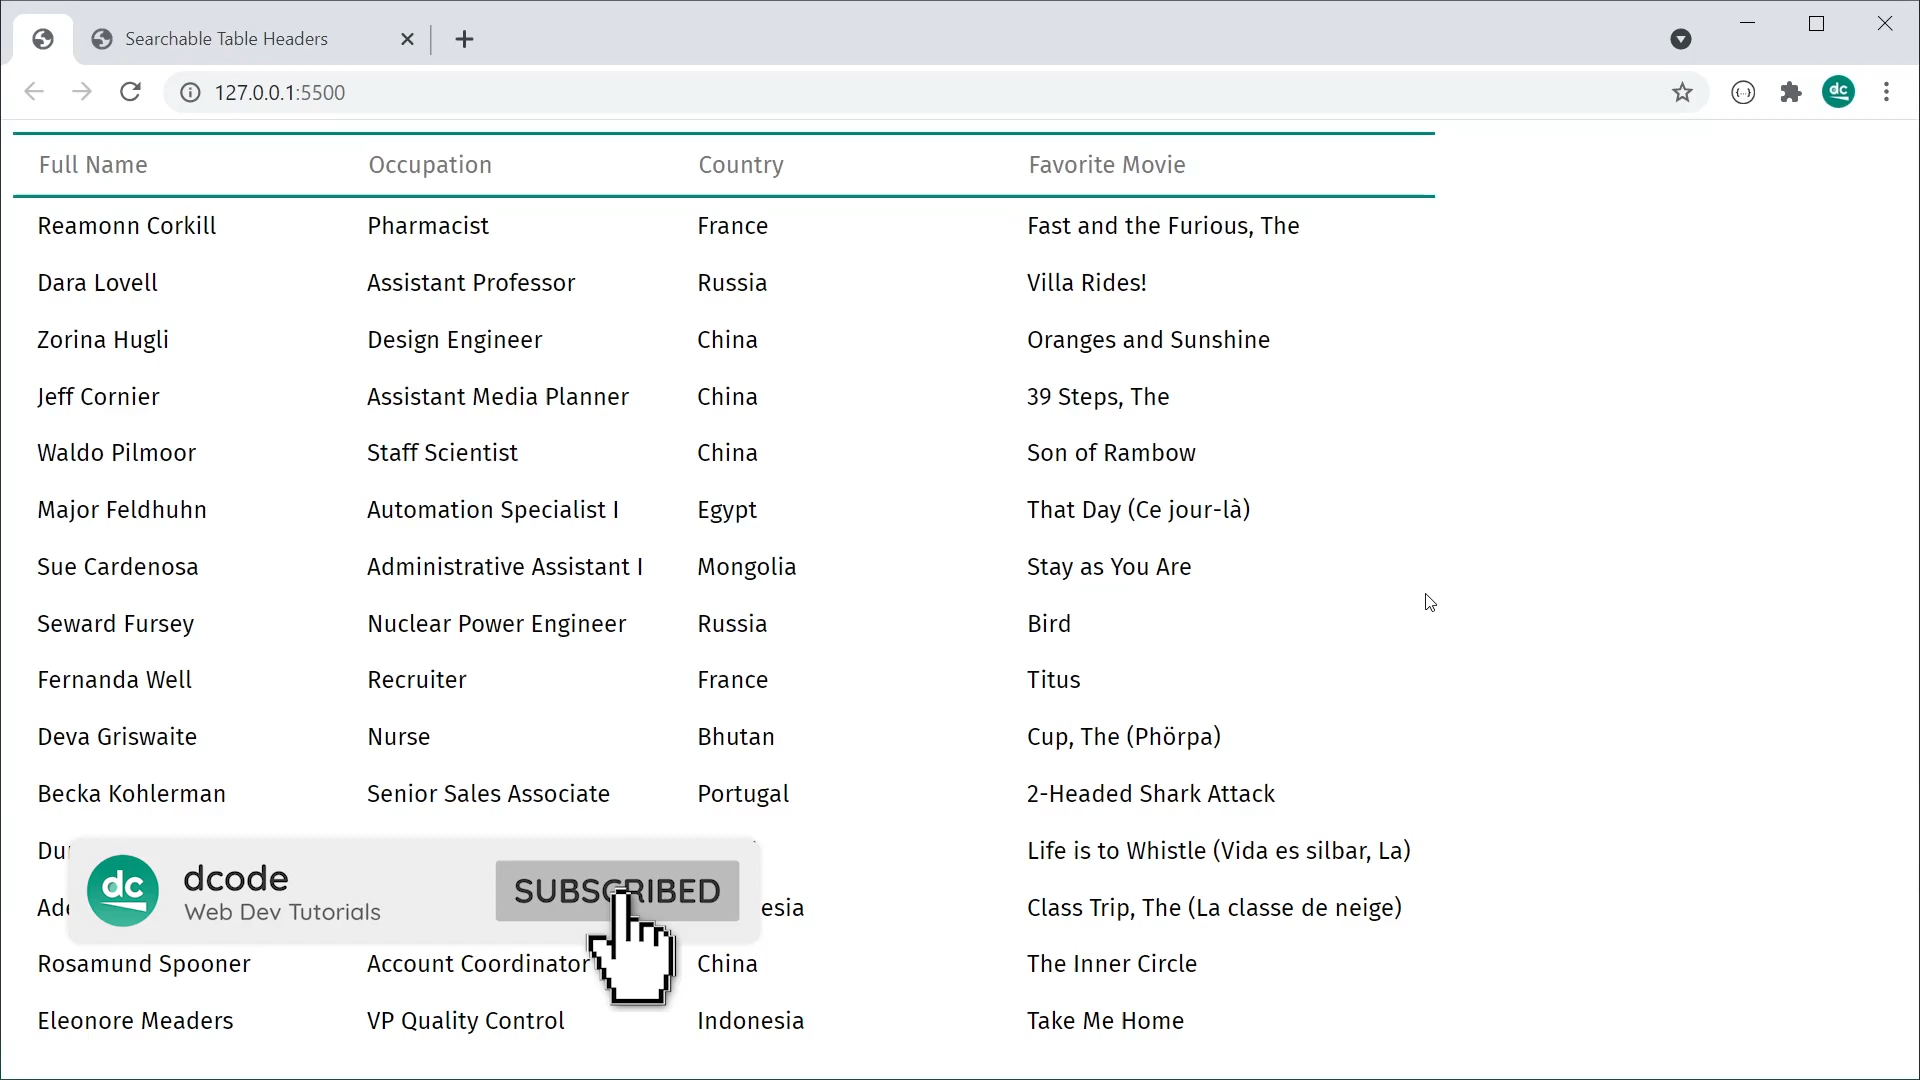 Searchable Table Headers
127.0.0.1:5500
dc
Full Name Occupation Country Favorite Movie
Reamonn Corkill Pharmacist France Fast and the Furious, The
Dara Lovell Assistant Professor Russia Villa Rides!
Zorina Hugli Design Engineer China Oranges and Sunshine
Jeff Cornier Assistant Media Planner China 39 Steps, The
Waldo Pilmoor Staff Scientist China Son of Rambow
Major Feldhuhn Automation Specialist I Egypt That Day (Ce jour-là)
Sue Cardenosa Administrative Assistant I Mongolia Stay as You Are
Seward Fursey Nuclear Power Engineer Russia Bird
Fernanda Well Recruiter France Titus
Deva Griswaite Nurse Bhutan Cup, The (Phörpa)
Becka Kohlerman Senior Sales Associate Portugal 2-Headed Shark Attack
Life is to Whistle (Vida es silbar, La)
Class Trip, The (La classe de neige)
dc dcode SUBSCRIBED
Web Dev Tutorials
Rosamund Spooner Account Coordinator China The Inner Circle
Eleonore Meaders VP Quality Control Indonesia Take Me Home